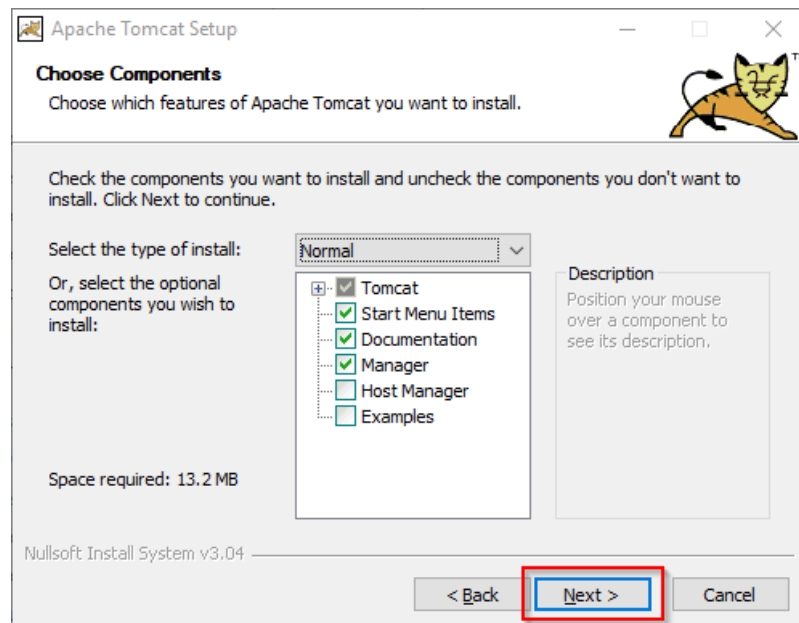 Apache Tomcat Setup
Choose Components
Choose which features of Apache Tomcat you want to install.
Check the components you want to install and uncheck the components you don't want to
install. Click Next to continue.
Select the type of install:
Normal
Or, select the optional
components you wish to
install:
Tomcat
Start Menu Items
Documentation
Manager
Host Manager
Examples
Description
Position your mouse
over a component to
see its description.
Space required: 13.2 MB
Nullsoft Install System v3.04
< Back
Next >
Cancel